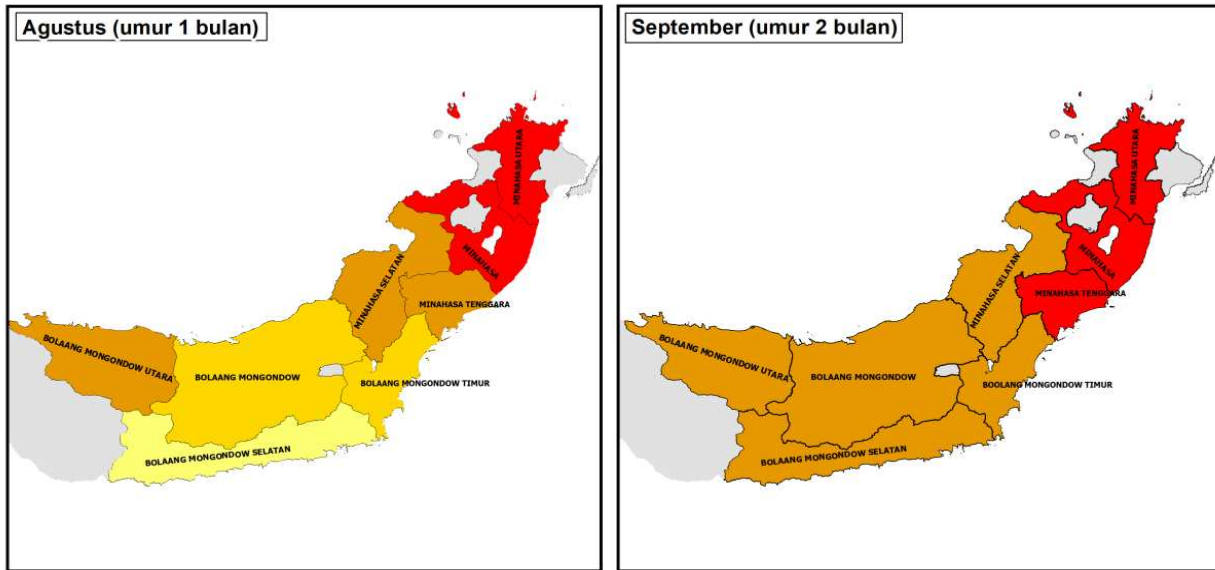 Agustus (umur 1 bulan)
MINAHASA UTARA
MINAHASA
MINAHASA SELATAN
MINAHASA TENGGARA
BOLAANG MONGONDOW UTARA
BOLAANG MONGONDOW
BOLAANG MONGONDOW TIMUR
BOLAANG MONGONDOW SELATAN
September (umur 2 bulan)
MINAHASA UTARA
MINAHASA
MINAHASA SELATAN
MINAHASA TENGGARA
BOLAANG MONGONDOW UTARA
BOLAANG MONGONDOW
BOOLANG MONGONDOW TIMUR
BOLAANG MONGONDOW SELATAN